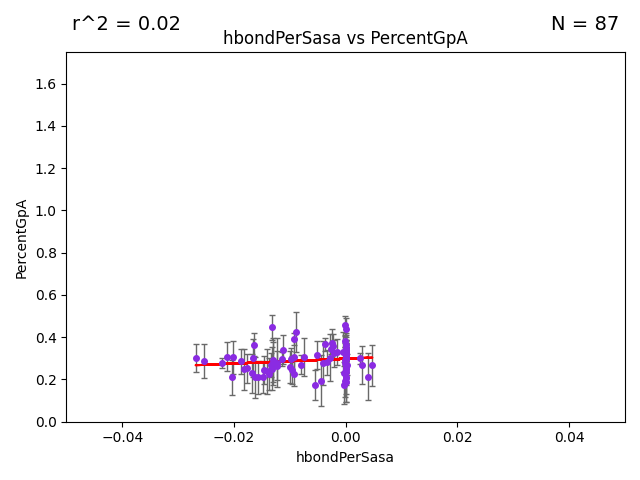 r^2 = 0.02
N = 87
hbondPerSasa vs PercentGpA
PercentGpA
1.6
1.4
1.2
1.0
0.8
0.6
0.4
0.2
0.0
−0.04
−0.02
0.00
0.02
0.04
hbondPerSasa